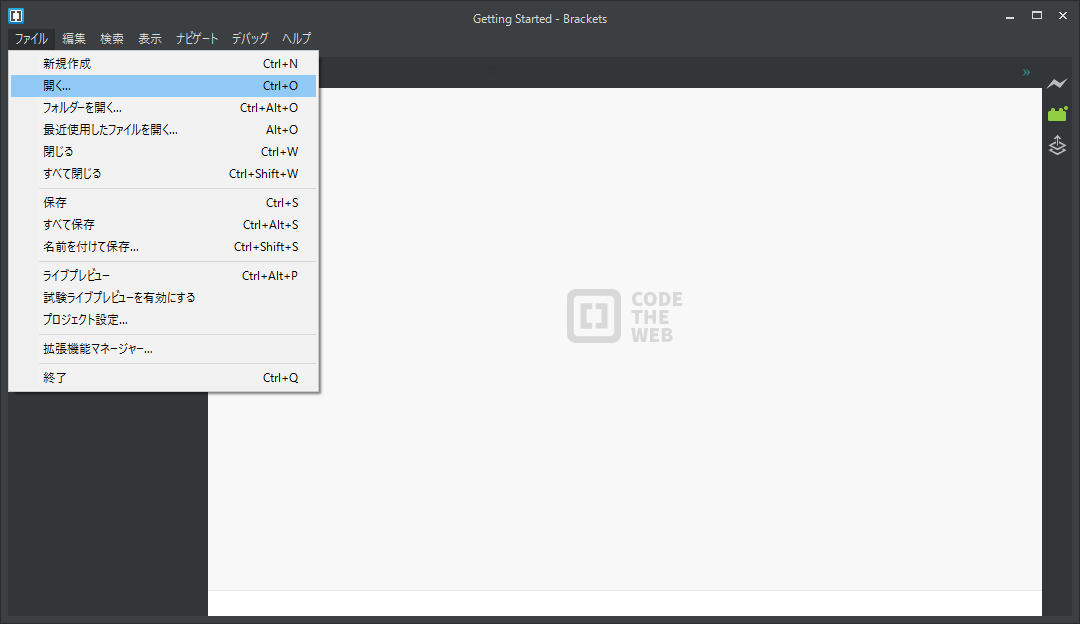 Getting Started - Brackets
ファイル 編集 検索 表示 ナビゲート デバッグ ヘルプ
新規作成 Ctrl+N
開く... Ctrl+O
フォルダーを開く... Ctrl+Alt+O
最近使用したファイルを開く... Alt+O
閉じる Ctrl+W
すべて閉じる Ctrl+Shift+W
保存 Ctrl+S
すべて保存 Ctrl+Alt+S
名前を付けて保存... Ctrl+Shift+S
ライブプレビュー Ctrl+Alt+P
試験ライブプレビューを有効にする
プロジェクト設定...
拡張機能マネージャー...
終了 Ctrl+Q
CODE
THE
WEB